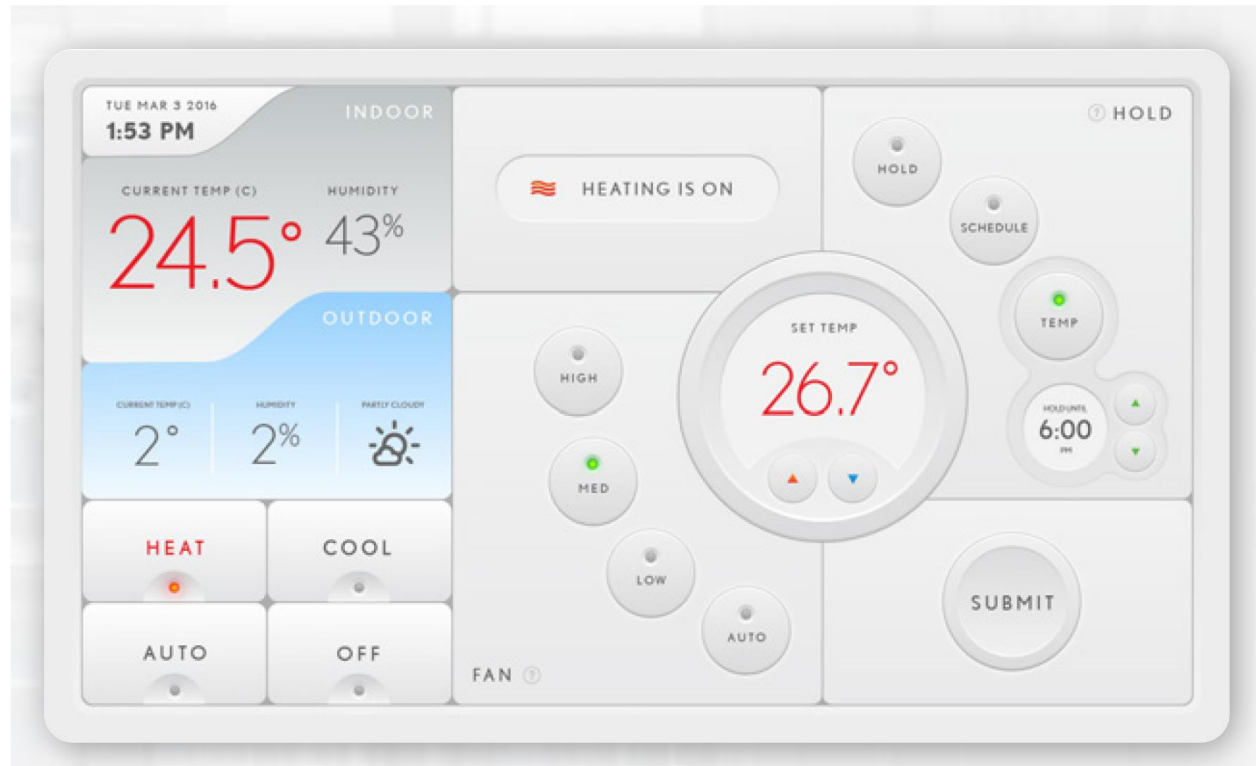 TUE MAR 3 2016
1:53 PM
INDOOR
CURRENT TEMP (C)
24.5°
HUMIDITY
43%
OUTDOOR
CURRENT TEMP (C)
2°
HUMIDITY
2%
PARTLY CLOUDY
HEAT
COOL
AUTO
OFF
HEATING IS ON
HIGH
MED
LOW
AUTO
FAN ?
SET TEMP
26.7°
? HOLD
HOLD
SCHEDULE
TEMP
HOLD UNTIL
6:00
PM
SUBMIT